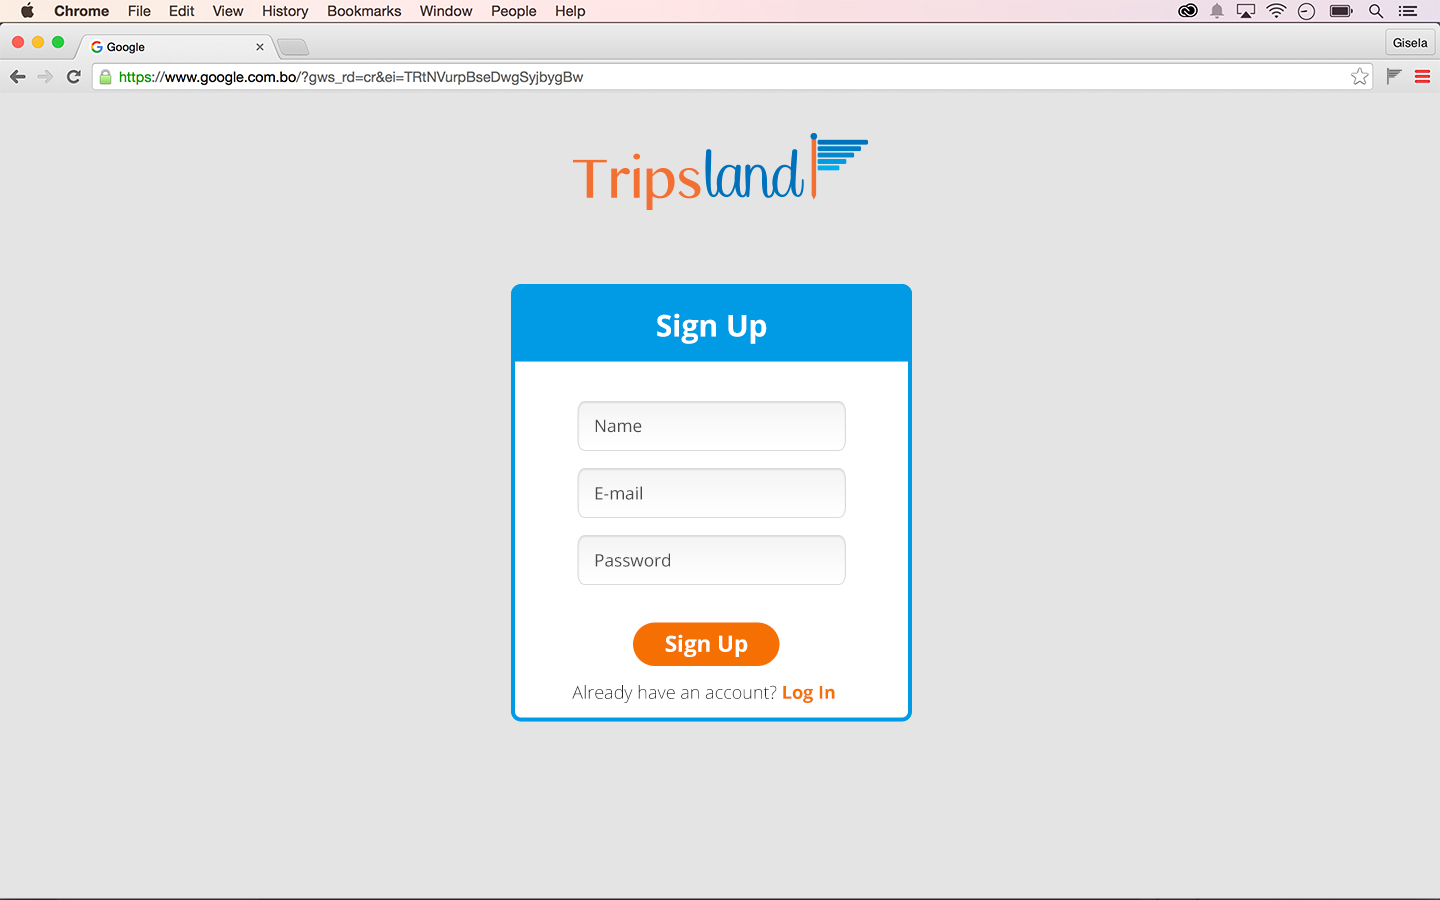 Chrome File Edit View History Bookmarks Window People Help
Google
Gisela
https://www.google.com.bo/?gws_rd=cr&ei=TRtNVurpBseDwgSyjbygBw
Tripsland
Sign Up
Name
E-mail
Password
Sign Up
Already have an account? Log In